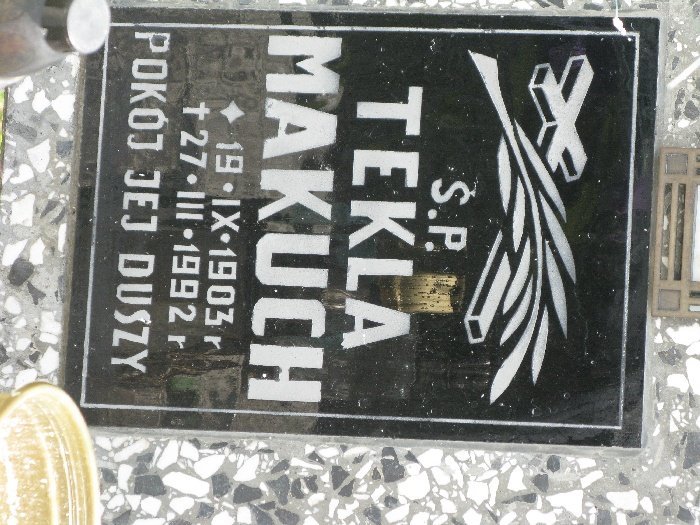 Ś.P.
TEKLA
MAKUCH
✦ 19·IX·1903 r
✝ 27·III·1992 r
POKÓJ JEJ DUSZY